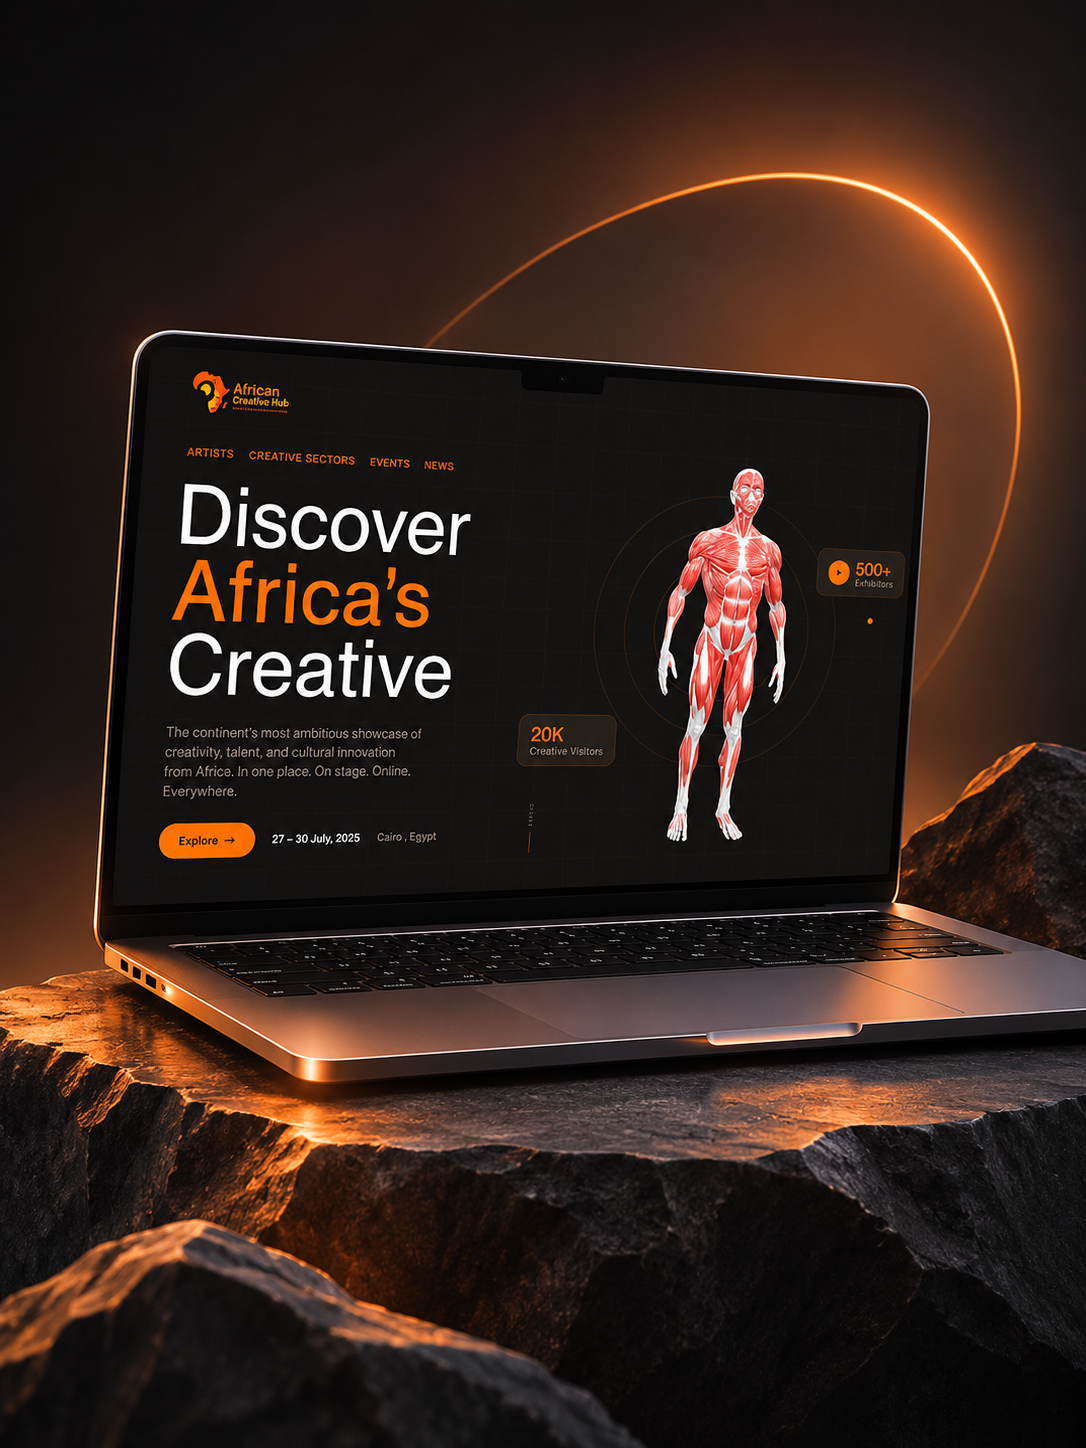 African
Creative Hub
ARTISTS CREATIVE SECTORS EVENTS NEWS
Discover
Africa's
Creative
The continent's most ambitious showcase of
creativity, talent, and cultural innovation
from Africa. In one place. On stage. Online.
Everywhere.
Explore →
27 – 30 July, 2025
Cairo , Egypt
20K
Creative Visitors
500+
Exhibitors